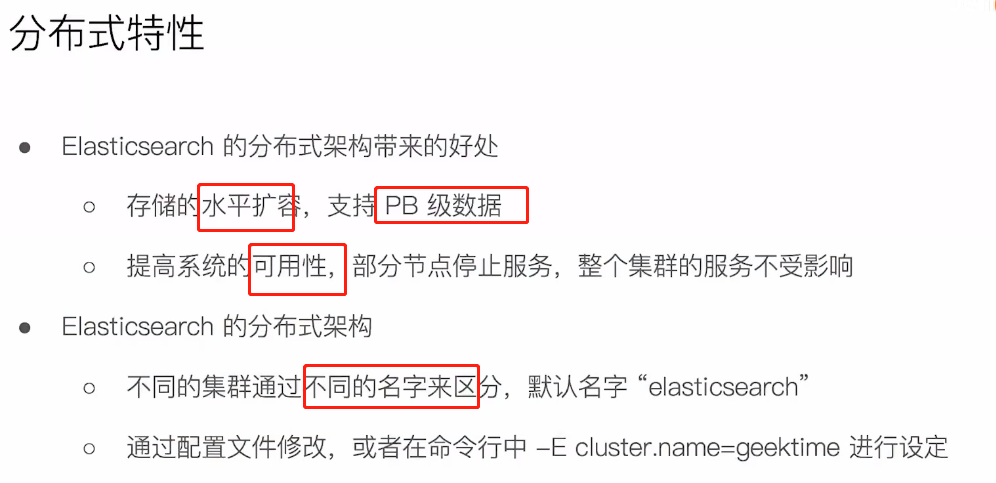 分布式特性
● Elasticsearch 的分布式架构带来的好处
○ 存储的水平扩容，支持 PB 级数据
○ 提高系统的可用性，部分节点停止服务，整个集群的服务不受影响
● Elasticsearch 的分布式架构
○ 不同的集群通过不同的名字来区分，默认名字 “elasticsearch”
○ 通过配置文件修改，或者在命令行中 -E cluster.name=geektime 进行设定